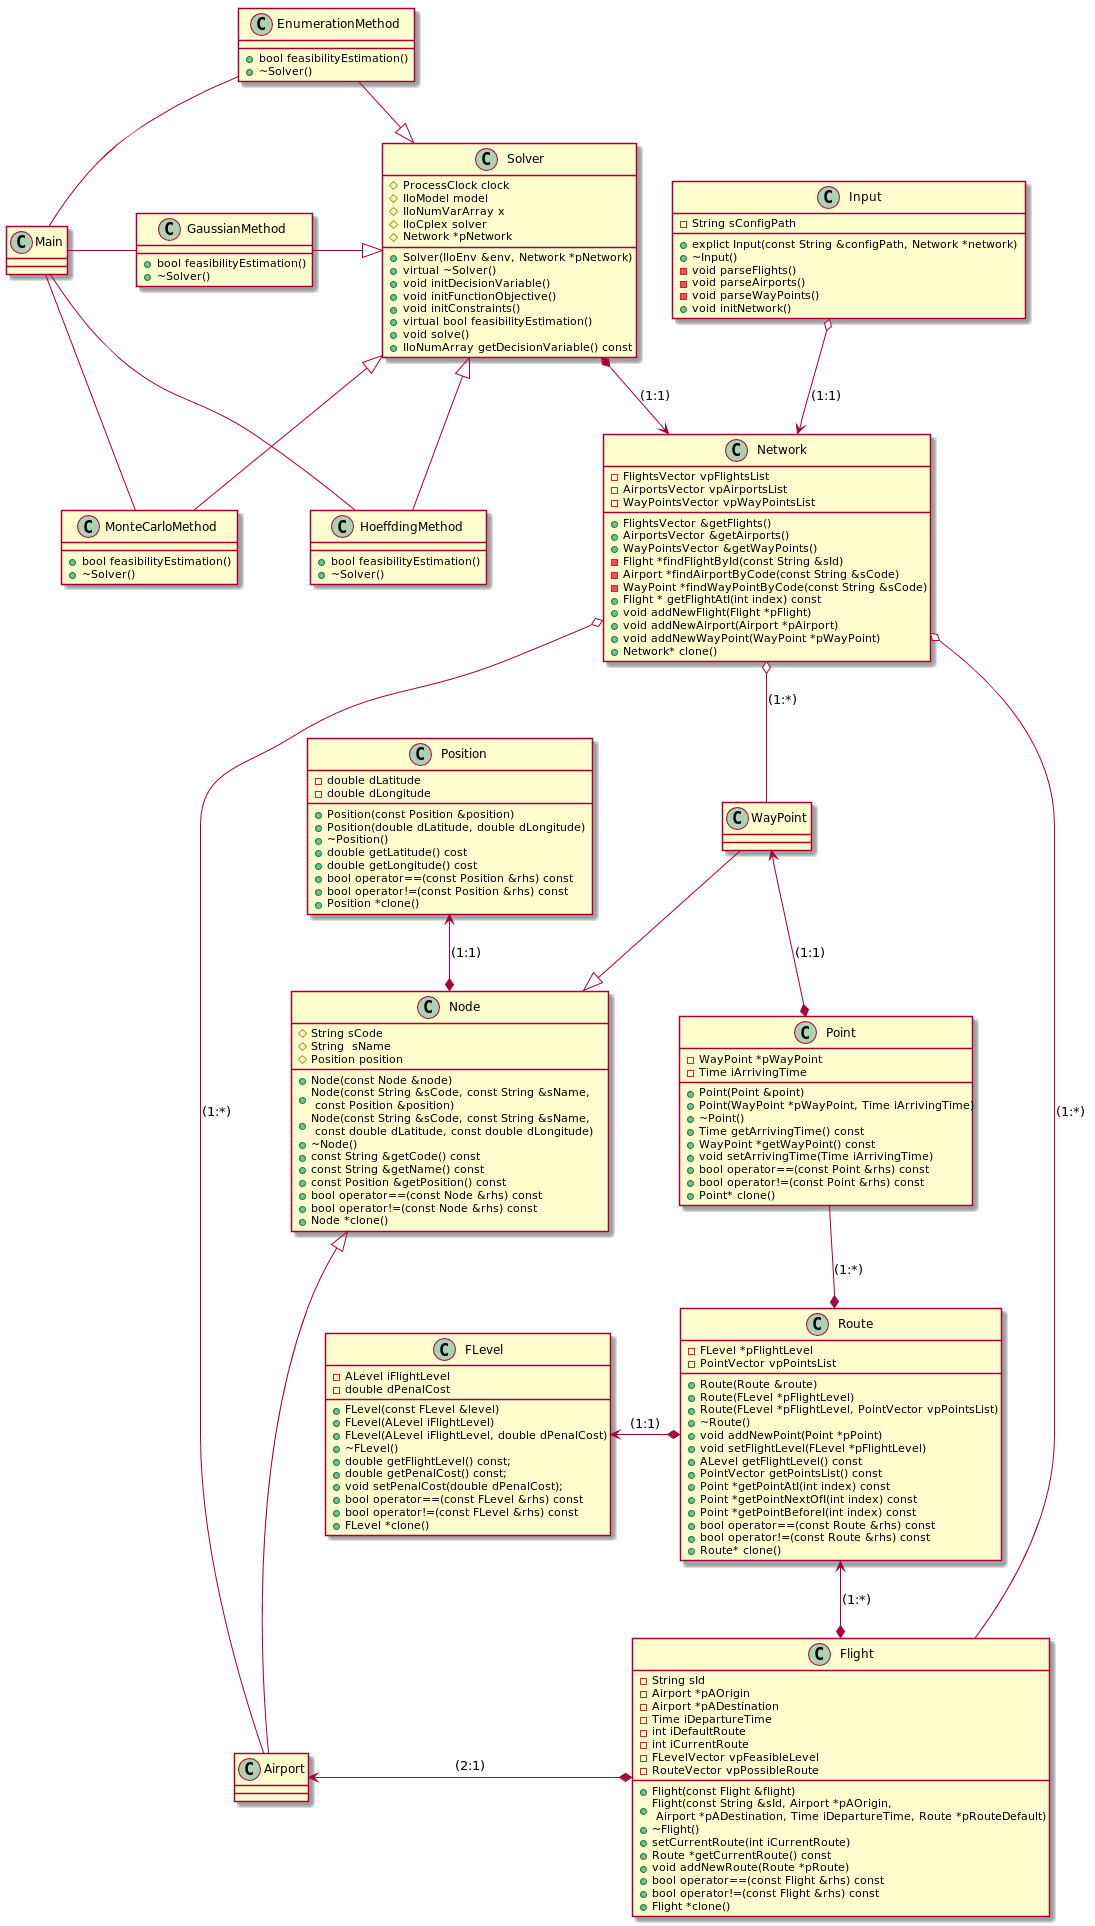 C EnumerationMethod
bool feasibilityEstimation()
~Solver()
C Solver
ProcessClock clock
IloModel model
IloNumVarArray x
IloCplex solver
Network *pNetwork
Solver(IloEnv &env, Network *pNetwork)
virtual ~Solver()
void initDecisionVariable()
void initFunctionObjective()
void initConstraints()
virtual bool feasibilityEstimation()
void solve()
IloNumArray getDecisionVariable() const
C Input
String sConfigPath
explict Input(const String &configPath, Network *network)
~Input()
void parseFlights()
void parseAirports()
void parseWayPoints()
void initNetwork()
C Main
C GaussianMethod
bool feasibilityEstimation()
~Solver()
(1:1)
(1:1)
C MonteCarloMethod
bool feasibilityEstimation()
~Solver()
C HoeffdingMethod
bool feasibilityEstimation()
~Solver()
C Network
FlightsVector vpFlightsList
AirportsVector vpAirportsList
WayPointsVector vpWayPointsList
FlightsVector &getFlights()
AirportsVector &getAirports()
WayPointsVector &getWayPoints()
Flight *findFlightById(const String &sId)
Airport *findAirportByCode(const String &sCode)
WayPoint *findWayPointByCode(const String &sCode)
Flight * getFlightAtI(int index) const
void addNewFlight(Flight *pFlight)
void addNewAirport(Airport *pAirport)
void addNewWayPoint(WayPoint *pWayPoint)
Network* clone()
(1:*)
C Position
double dLatitude
double dLongitude
Position(const Position &position)
Position(double dLatitude, double dLongitude)
~Position()
double getLatitude() cost
double getLongitude() cost
bool operator==(const Position &rhs) const
bool operator!=(const Position &rhs) const
Position *clone()
C WayPoint
(1:1)
(1:1)
C Node
String sCode
String  sName
Position position
Node(const Node &node)
Node(const String &sCode, const String &sName,
const Position &position)
Node(const String &sCode, const String &sName,
const double dLatitude, const double dLongitude)
~Node()
const String &getCode() const
const String &getName() const
const Position &getPosition() const
bool operator==(const Node &rhs) const
bool operator!=(const Node &rhs) const
Node *clone()
C Point
WayPoint *pWayPoint
Time iArrivingTime
Point(Point &point)
Point(WayPoint *pWayPoint, Time iArrivingTime)
~Point()
Time getArrivingTime() const
WayPoint *getWayPoint() const
void setArrivingTime(Time iArrivingTime)
bool operator==(const Point &rhs) const
bool operator!=(const Point &rhs) const
Point* clone()
(1:*)
(1:*)
(1:*)
C FLevel
ALevel iFlightLevel
double dPenalCost
FLevel(const FLevel &level)
FLevel(ALevel iFlightLevel)
FLevel(ALevel iFlightLevel, double dPenalCost)
~FLevel()
double getFlightLevel() const;
double getPenalCost() const;
void setPenalCost(double dPenalCost);
bool operator==(const FLevel &rhs) const
bool operator!=(const FLevel &rhs) const
FLevel *clone()
(1:1)
C Route
FLevel *pFlightLevel
PointVector vpPointsList
Route(Route &route)
Route(FLevel *pFlightLevel)
Route(FLevel *pFlightLevel, PointVector vpPointsList)
~Route()
void addNewPoint(Point *pPoint)
void setFlightLevel(FLevel *pFlightLevel)
ALevel getFlightLevel() const
PointVector getPointsList() const
Point *getPointAtI(int index) const
Point *getPointNextOfI(int index) const
Point *getPointBeforeI(int index) const
bool operator==(const Route &rhs) const
bool operator!=(const Route &rhs) const
Route* clone()
(1:*)
C Airport
(2:1)
C Flight
String sId
Airport *pAOrigin
Airport *pADestination
Time iDepartureTime
int iDefaultRoute
int iCurrentRoute
FLevelVector vpFeasibleLevel
RouteVector vpPossibleRoute
Flight(const Flight &flight)
Flight(const String &sId, Airport *pAOrigin,
Airport *pADestination, Time iDepartureTime, Route *pRouteDefault)
~Flight()
setCurrentRoute(int iCurrentRoute)
Route *getCurrentRoute() const
void addNewRoute(Route *pRoute)
bool operator==(const Flight &rhs) const
bool operator!=(const Flight &rhs) const
Flight *clone()